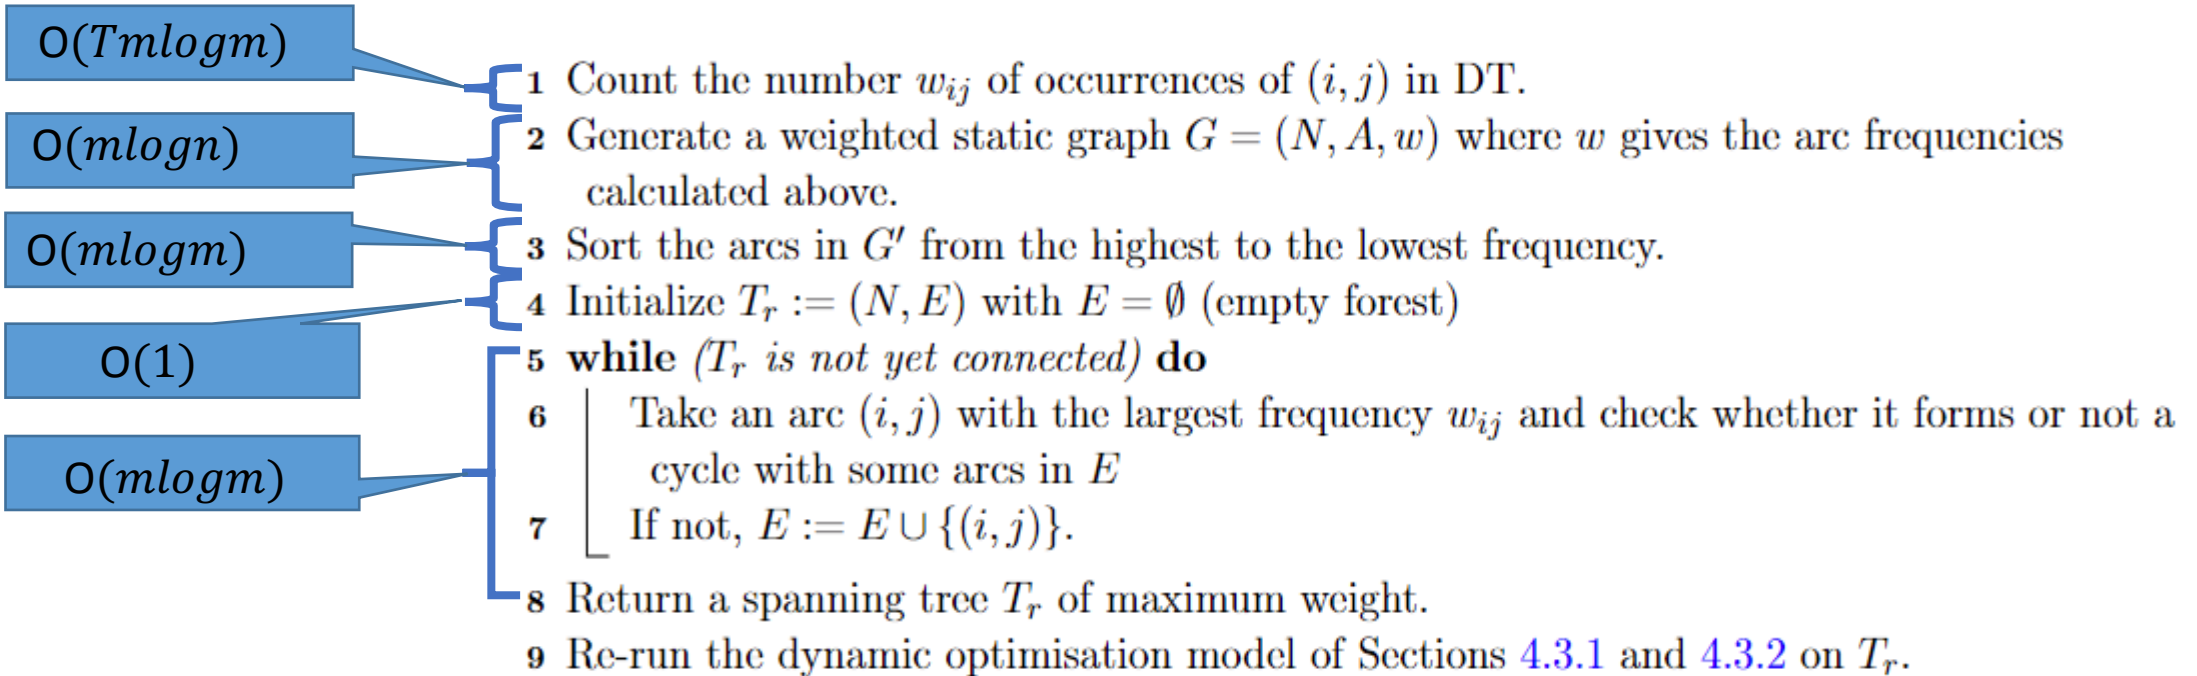 O(Tmlogm)
O(mlogn)
O(mlogm)
O(1)
O(mlogm)
1 Count the number w_{ij} of occurrences of (i, j) in DT.
2 Generate a weighted static graph G = (N, A, w) where w gives the arc frequencies
calculated above.
3 Sort the arcs in G′ from the highest to the lowest frequency.
4 Initialize T_r := (N, E) with E = ∅ (empty forest)
5 while (T_r is not yet connected) do
6 Take an arc (i, j) with the largest frequency w_{ij} and check whether it forms or not a
cycle with some arcs in E
7 If not, E := E ∪ {(i, j)}.
8 Return a spanning tree T_r of maximum weight.
9 Re-run the dynamic optimisation model of Sections 4.3.1 and 4.3.2 on T_r.